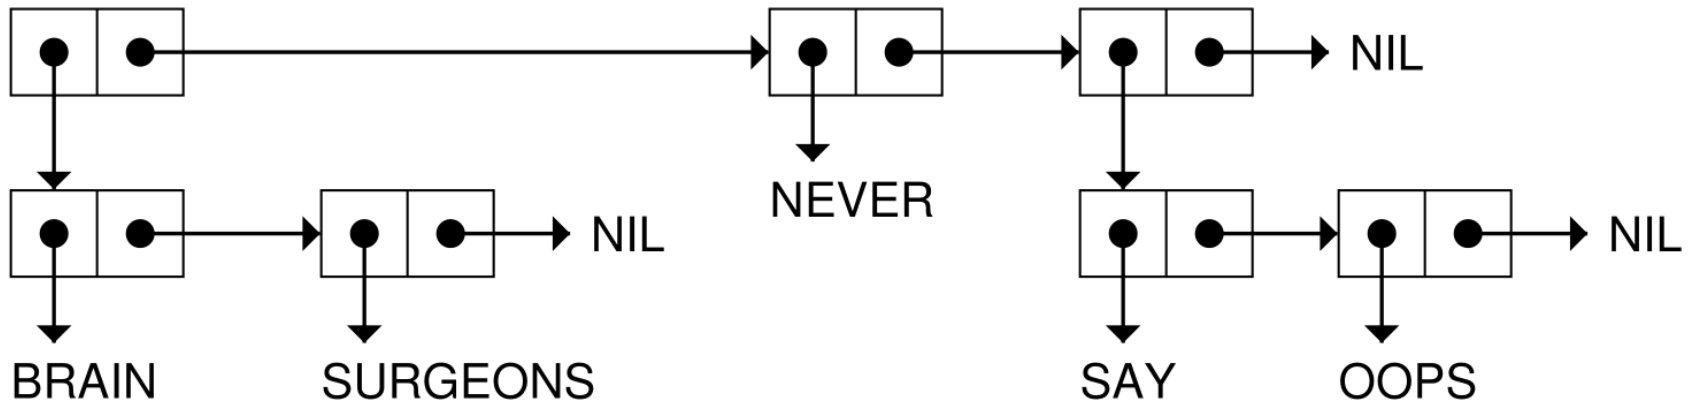 NIL
NEVER
NIL
NIL
BRAIN SURGEONS SAY OOPS